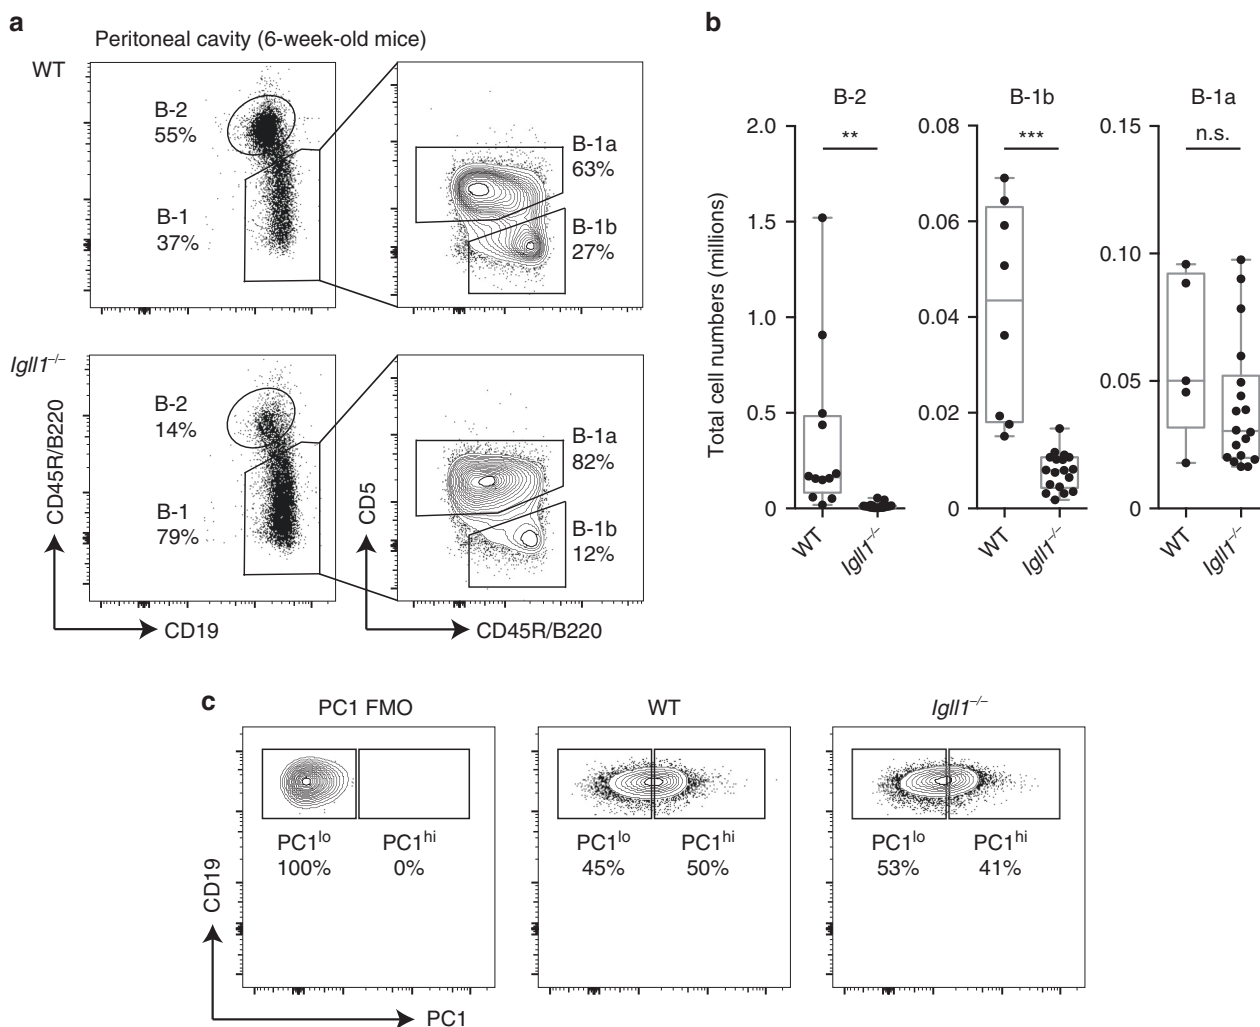 a
Peritoneal cavity (6-week-old mice)
WT
B-2
55%
B-1
37%
B-1a
63%
B-1b
27%
Igll1⁻/⁻
B-2
14%
B-1
79%
B-1a
82%
B-1b
12%
CD45R/B220
CD19
CD5
CD45R/B220
b
Total cell numbers (millions)
B-2
**
2.0
1.5
1.0
0.5
0
WT
Igll1⁻/⁻
B-1b
***
0.08
0.06
0.04
0.02
0
WT
Igll1⁻/⁻
B-1a
n.s.
0.15
0.10
0.05
0
WT
Igll1⁻/⁻
c
PC1 FMO
WT
Igll1⁻/⁻
PC1ˡᵒ
100%
PC1ʰⁱ
0%
PC1ˡᵒ
45%
PC1ʰⁱ
50%
PC1ˡᵒ
53%
PC1ʰⁱ
41%
CD19
PC1